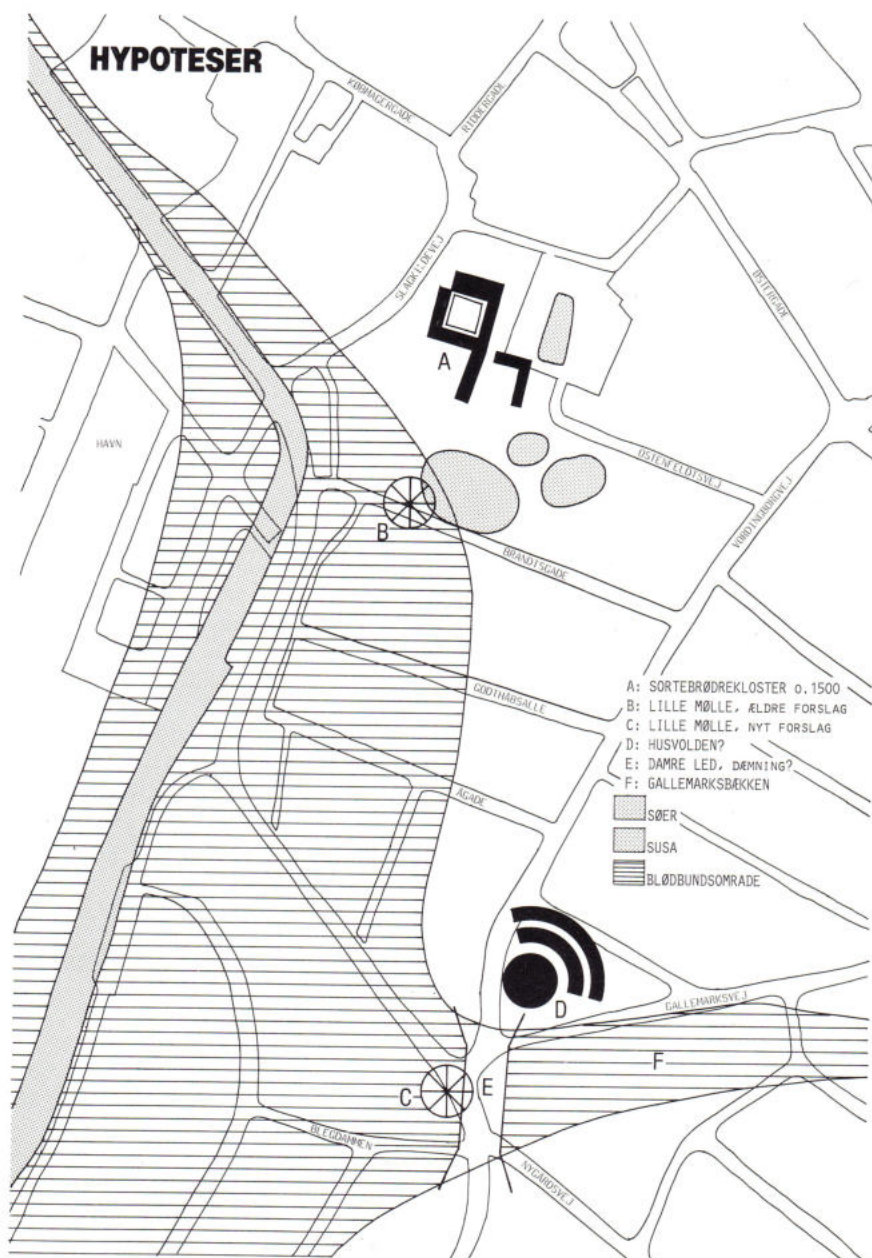 HYPOTESER
KØBMAGERGADE
RIDDERGADE
SLAGKILDEVEJ
ØSTERGADE
A
HAVN
ØSTENFELDTSVEJ
VORDINGBORGVEJ
B
BRANDTSGADE
GODTHÅBSALLE
A: SORTEBRØDREKLOSTER o.1500
B: LILLE MØLLE, ÆLDRE FORSLAG
C: LILLE MØLLE, NYT FORSLAG
D: HUSVOLDEN?
E: DAMRE LED, DÆMNING?
F: GALLEMARKSBÆKKEN
SØER
SUSA
BLØDBUNDSOMRADE
ÅGADE
D
GALLEMARKSVEJ
F
E
C
BLEGDAMMEN
NYGÅRDSVEJ